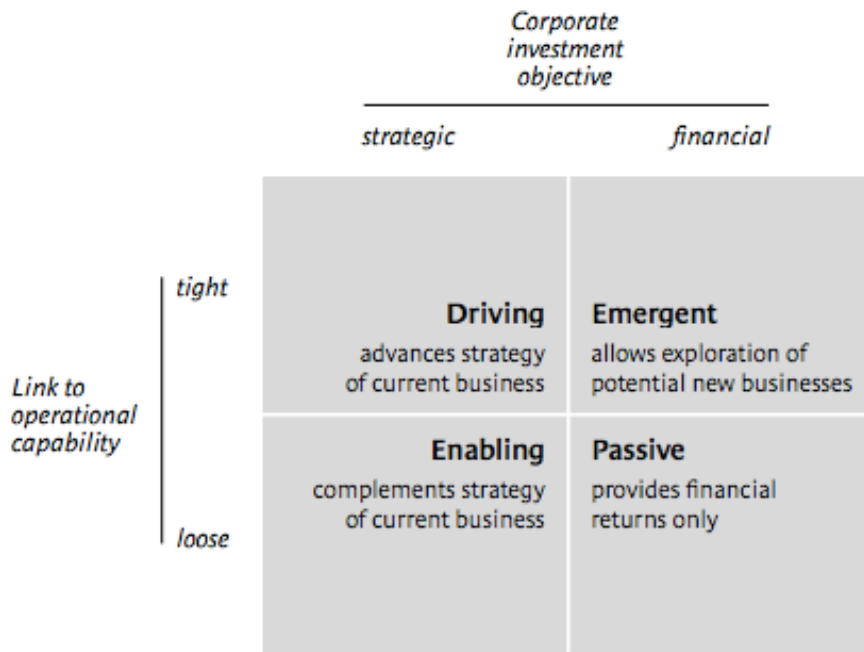 Corporate
investment
objective
strategic
financial
tight
Link to
operational
capability
loose
Driving
advances strategy
of current business
Emergent
allows exploration of
potential new businesses
Enabling
complements strategy
of current business
Passive
provides financial
returns only